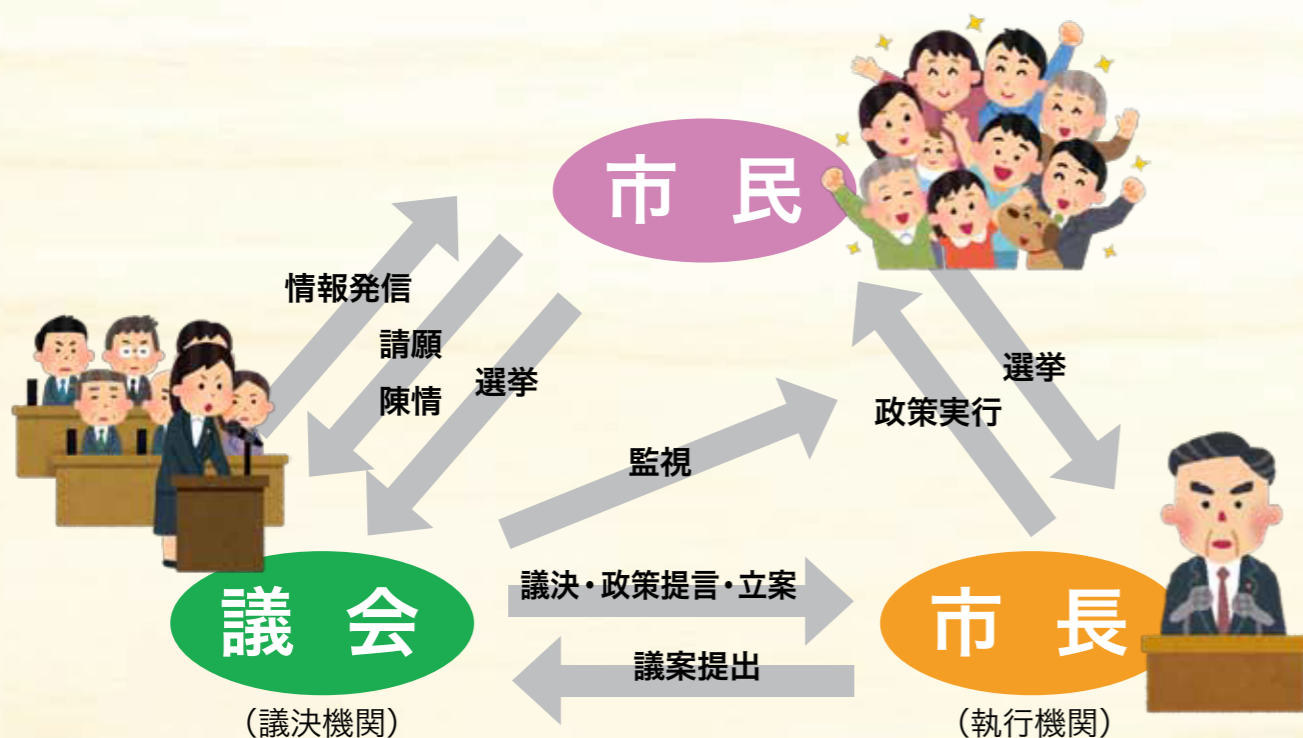 市民
情報発信
請願
陳情
選挙
選挙
政策実行
監視
議決・政策提言・立案
議案提出
議会
（議決機関）
市長
（執行機関）